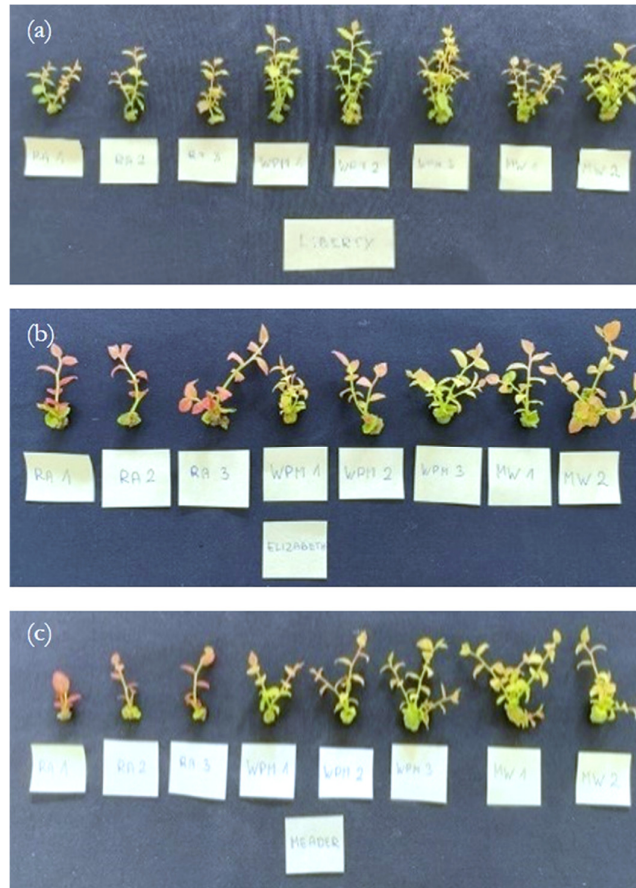 (a)
RA 1 RA 2 RA 3 WPM 1 WPM 2 WPM 3 MW 1 MW 2
LIBERTY
(b)
RA 1 RA 2 RA 3 WPM 1 WPM 2 WPM 3 MW 1 MW 2
ELIZABETH
(c)
RA 1 RA 2 RA 3 WPM 1 WPM 2 WPM 3 MW 1 MW 2
MEADER